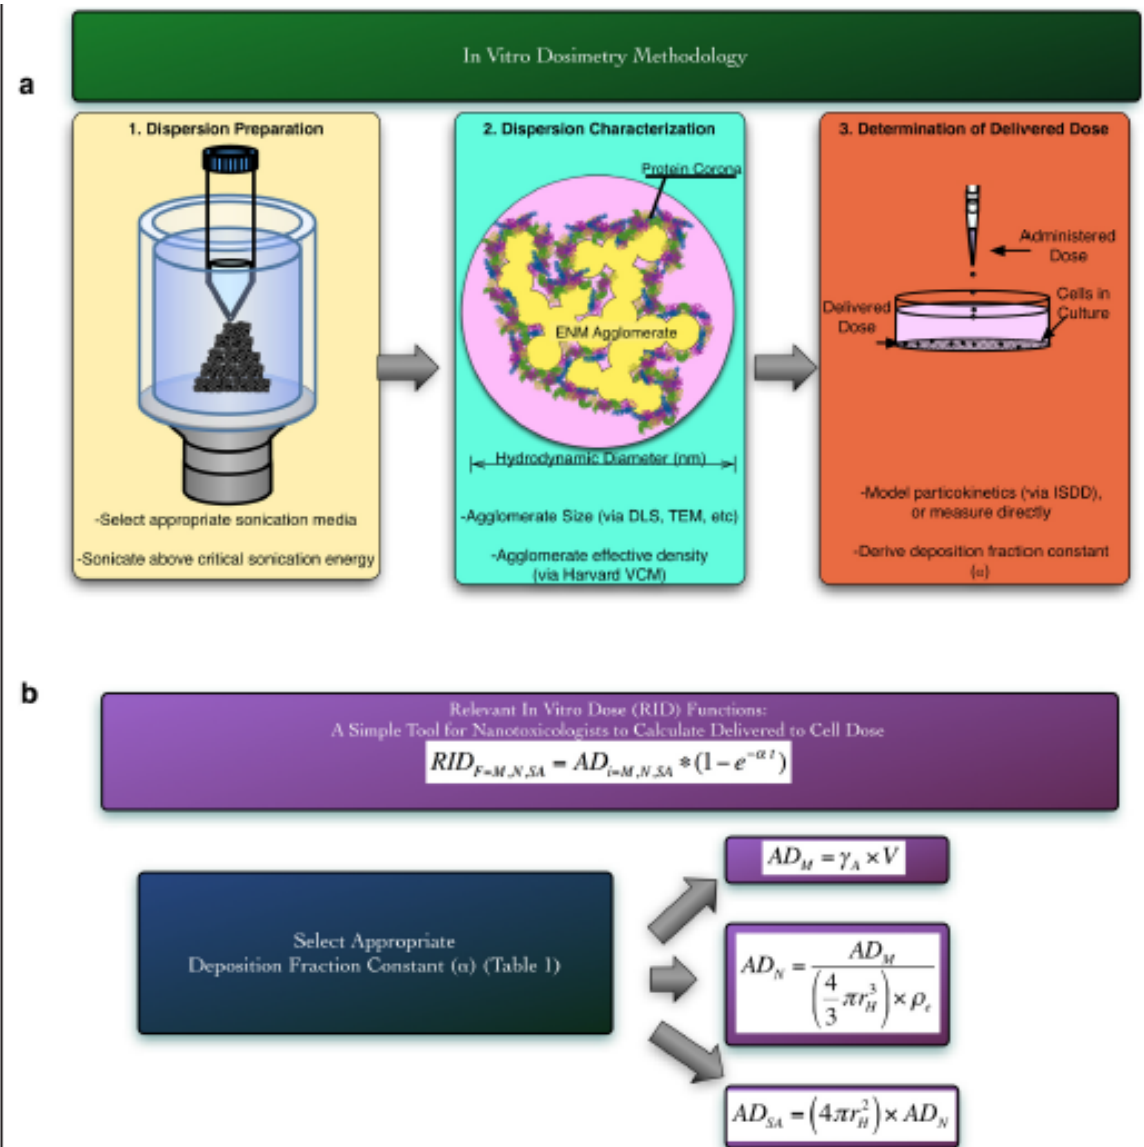 a
In Vitro Dosimetry Methodology
1. Dispersion Preparation
-Select appropriate sonication media
-Sonicate above critical sonication energy
2. Dispersion Characterization
Protein Corona
ENM Agglomerate
Hydrodynamic Diameter (nm)
-Agglomerate Size (via DLS, TEM, etc)
-Agglomerate effective density
(via Harvard VCM)
3. Determination of Delivered Dose
Administered
Dose
Cells in
Culture
Delivered
Dose
-Model particokinetics (via ISDD),
or measure directly
-Derive deposition fraction constant
(α)
b
Relevant In Vitro Dose (RID) Functions:
A Simple Tool for Nanotoxicologists to Calculate Delivered to Cell Dose
RID_{F=M,N,SA} = AD_{i=M,N,SA} * (1 − e^{−α t})
Select Appropriate
Deposition Fraction Constant (α) (Table 1)
AD_M = γ_A × V
AD_N = AD_M / ((4/3 πr_H^3) × ρ_e)
AD_{SA} = (4πr_H^2) × AD_N